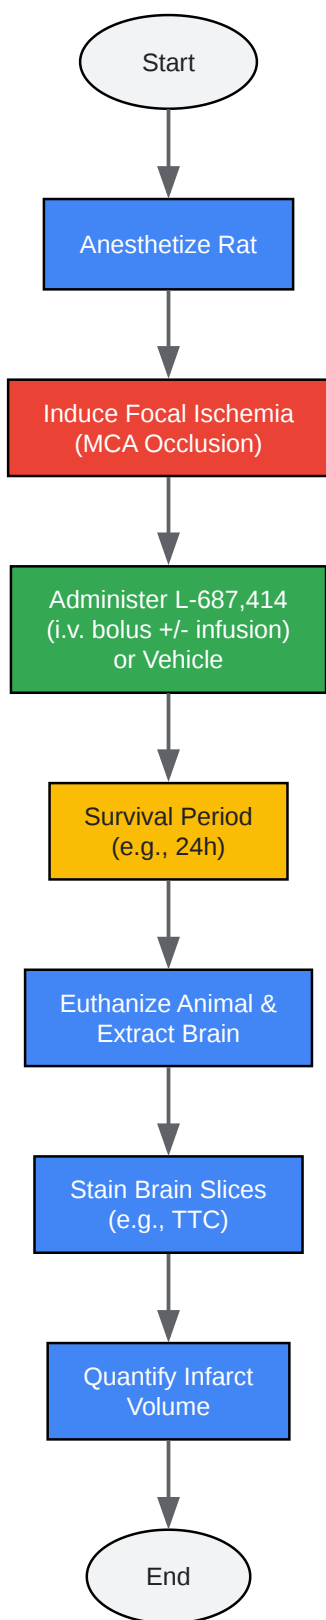 Start
Anesthetize Rat
Induce Focal Ischemia
(MCA Occlusion)
Administer L-687,414
(i.v. bolus +/- infusion)
or Vehicle
Survival Period
(e.g., 24h)
Euthanize Animal &
Extract Brain
Stain Brain Slices
(e.g., TTC)
Quantify Infarct
Volume
End